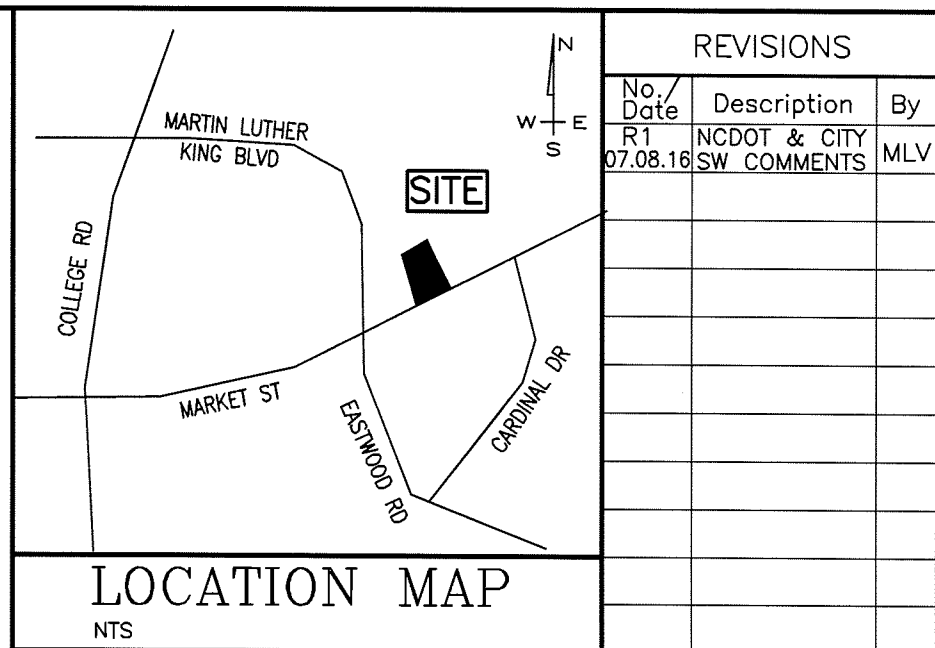 N
W E
S
MARTIN LUTHER
KING BLVD
SITE
COLLEGE RD
MARKET ST
EASTWOOD RD
CARDINAL DR
LOCATION MAP
NTS
REVISIONS
No./ Date Description By
R1 07.08.16 NCDOT & CITY SW COMMENTS MLV